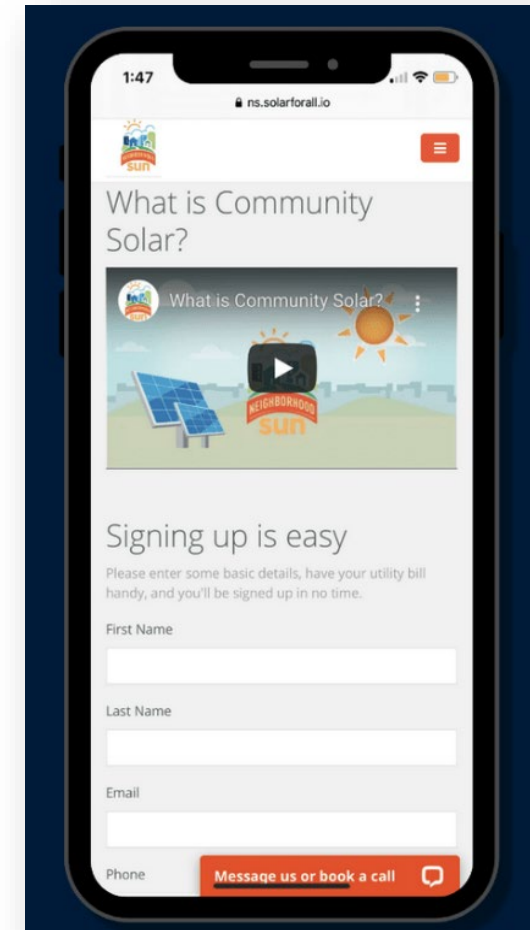 1:47
ns.solarforall.io
sun
What is Community
Solar?
What is Community Solar?
NEIGHBORHOOD
sun
Signing up is easy
Please enter some basic details, have your utility bill
handy, and you'll be signed up in no time.
First Name
Last Name
Email
Phone
Message us or book a call